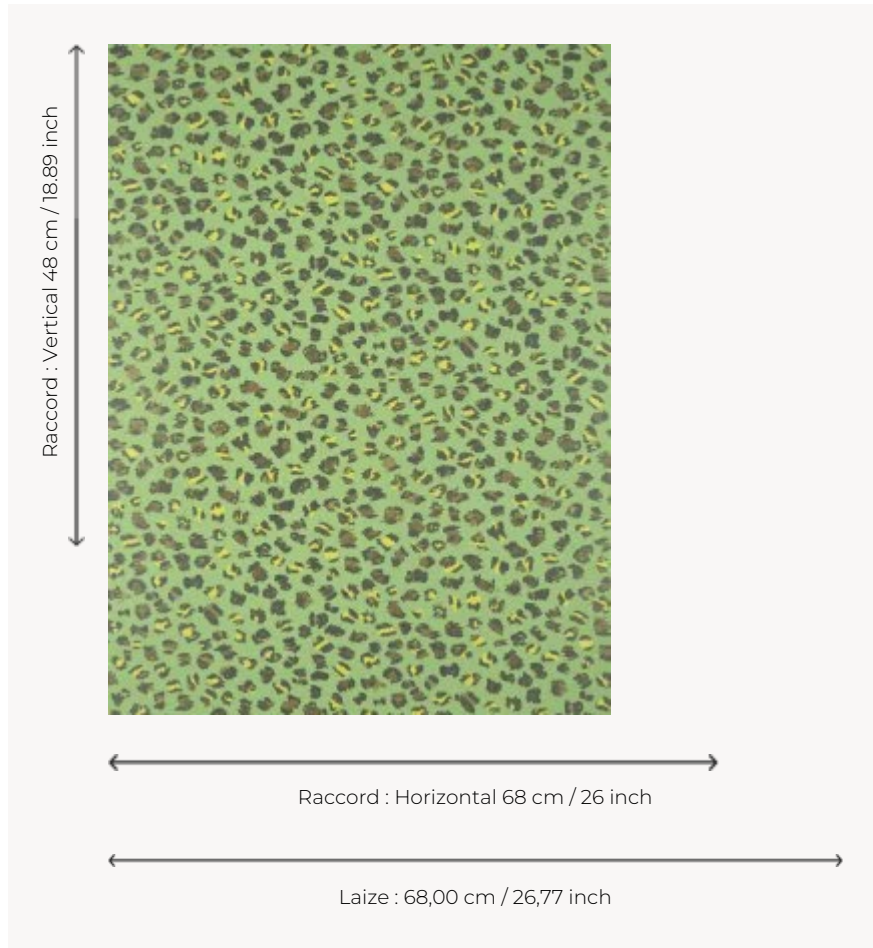 Raccord : Vertical 48 cm / 18.89 inch
Raccord : Horizontal 68 cm / 26 inch
Laize : 68,00 cm / 26,77 inch